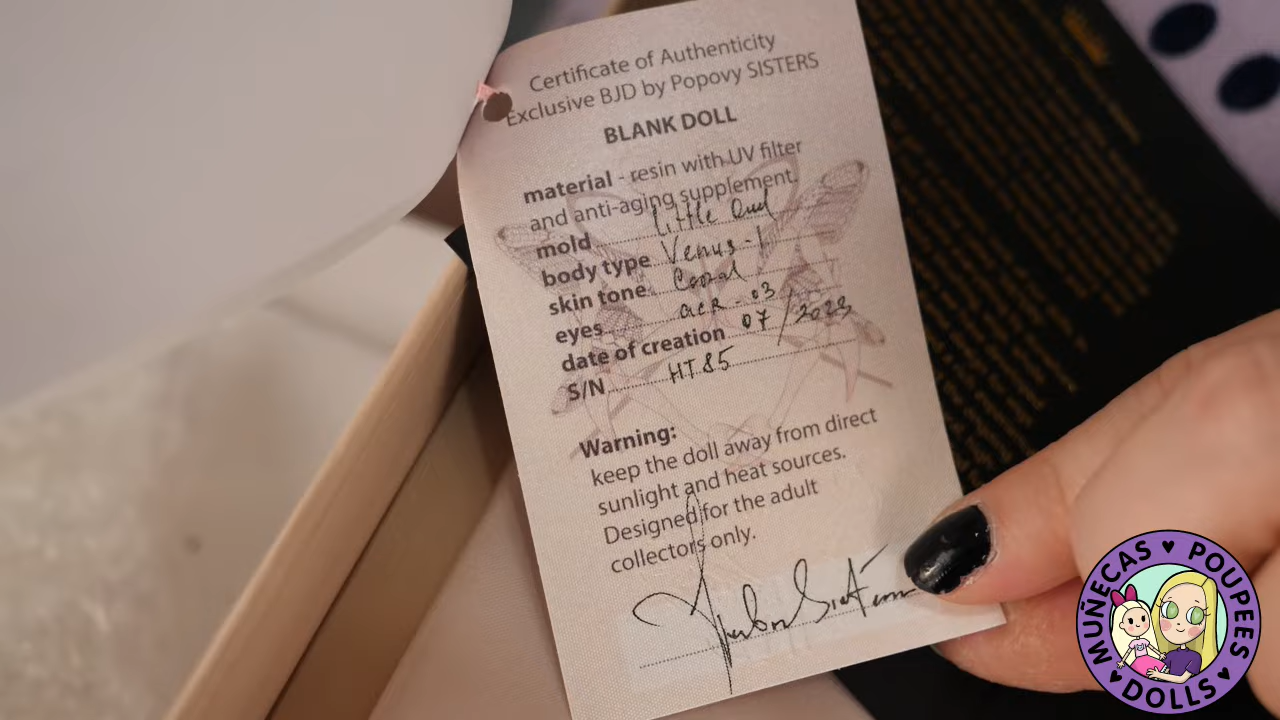 Certificate of Authenticity
Exclusive BJD by Popovy SISTERS
BLANK DOLL
material - resin with UV filter
and anti-aging supplement.
mold little Owl
body type Venus-1
skin tone Coral
eyes acR-03
date of creation 07/2023
S/N HT85
Warning:
keep the doll away from direct
sunlight and heat sources.
Designed for the adult
collectors only.
MUÑECAS ♥ POUPEES ♥ DOLLS ♥